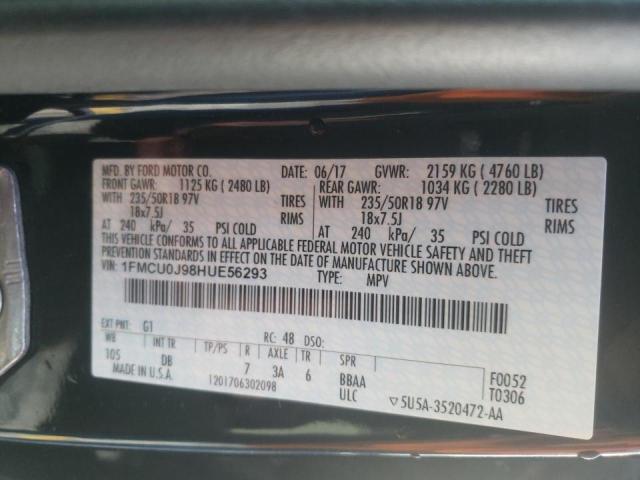 MFD. BY FORD MOTOR CO. DATE: 06/17 GVWR: 2159 KG ( 4760 LB)
FRONT GAWR: 1125 KG ( 2480 LB) REAR GAWR: 1034 KG ( 2280 LB)
WITH 235/50R18 97V TIRES WITH 235/50R18 97V TIRES
18x7.5J RIMS 18x7.5J RIMS
AT 240 kPa/ 35 PSI COLD AT 240 kPa/ 35 PSI COLD
THIS VEHICLE CONFORMS TO ALL APPLICABLE FEDERAL MOTOR VEHICLE SAFETY AND THEFT
PREVENTION STANDARDS IN EFFECT ON THE DATE OF MANUFACTURE SHOWN ABOVE.
VIN: 1FMCU0J98HUE56293 TYPE: MPV
EXT PNT: G1 RC: 48 DSO:
WB INT TR TP/PS R AXLE TR SPR
105 DB 7 3A 6 BBAA F0052
MADE IN U.S.A. 1201706302098 ULC ▽5U5A-3520472-AA T0306